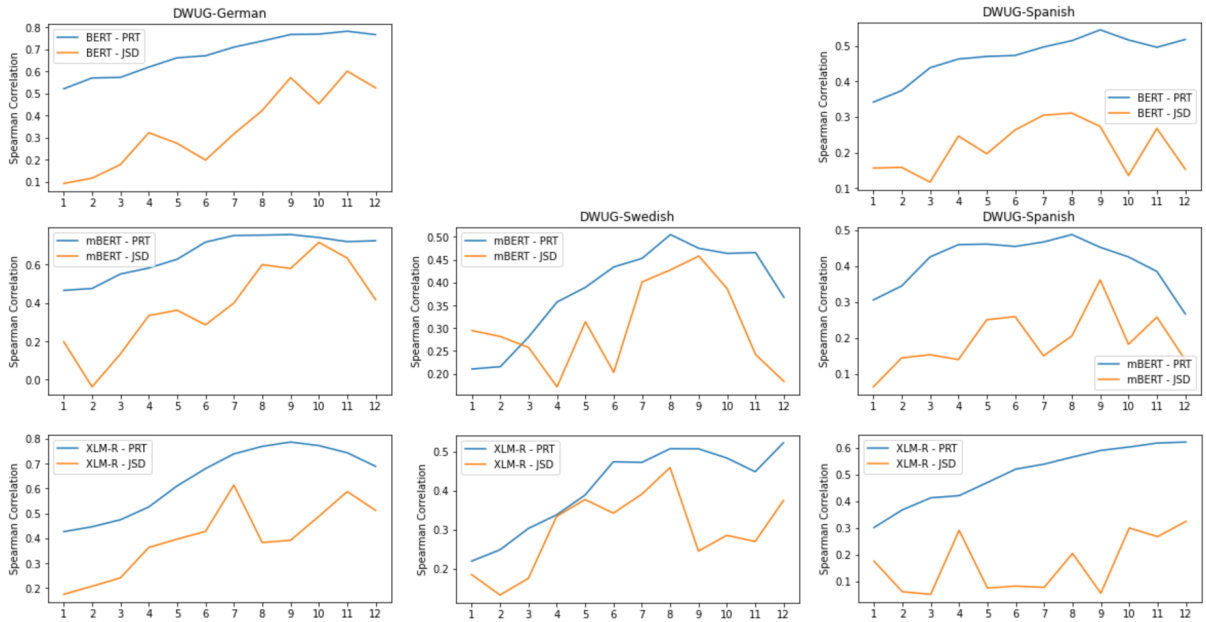 DWUG-German
DWUG-Spanish
Spearman Correlation
0.8
0.7
0.6
0.5
0.4
0.3
0.2
0.1
BERT - PRT
BERT - JSD
1 2 3 4 5 6 7 8 9 10 11 12
Spearman Correlation
0.5
0.4
0.3
0.2
0.1
BERT - PRT
BERT - JSD
1 2 3 4 5 6 7 8 9 10 11 12
DWUG-Swedish
DWUG-Spanish
Spearman Correlation
0.6
0.4
0.2
0.0
mBERT - PRT
mBERT - JSD
1 2 3 4 5 6 7 8 9 10 11 12
Spearman Correlation
0.50
0.45
0.40
0.35
0.30
0.25
0.20
mBERT - PRT
mBERT - JSD
1 2 3 4 5 6 7 8 9 10 11 12
Spearman Correlation
0.5
0.4
0.3
0.2
0.1
mBERT - PRT
mBERT - JSD
1 2 3 4 5 6 7 8 9 10 11 12
Spearman Correlation
0.8
0.7
0.6
0.5
0.4
0.3
0.2
XLM-R - PRT
XLM-R - JSD
1 2 3 4 5 6 7 8 9 10 11 12
Spearman Correlation
0.5
0.4
0.3
0.2
XLM-R - PRT
XLM-R - JSD
1 2 3 4 5 6 7 8 9 10 11 12
Spearman Correlation
0.6
0.5
0.4
0.3
0.2
0.1
XLM-R - PRT
XLM-R - JSD
1 2 3 4 5 6 7 8 9 10 11 12